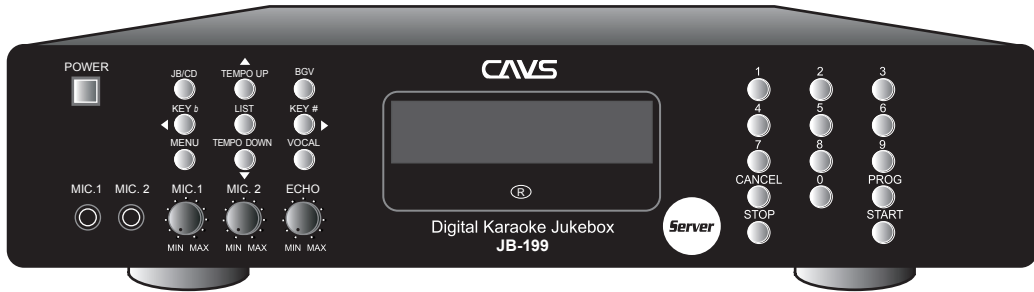 POWER
JB/CD TEMPO UP BGV
KEY b LIST KEY #
MENU TEMPO DOWN VOCAL
MIC.1 MIC. 2 MIC.1 MIC. 2 ECHO
MIN MAX MIN MAX MIN MAX
CAVS
®
Digital Karaoke Jukebox
JB-199
Server
1 2 3
4 5 6
7 8 9
CANCEL 0 PROG
STOP START